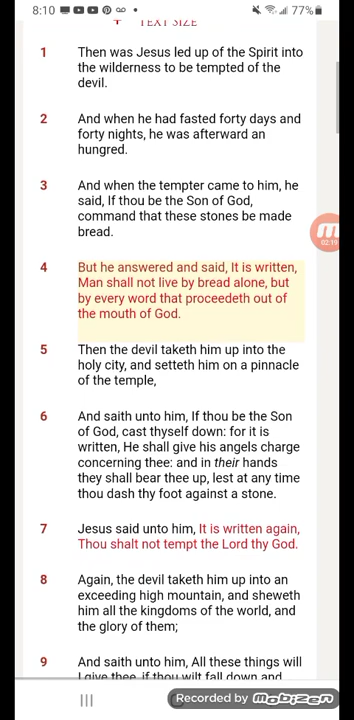 8:10
77%
+ TEXT SIZE
1 Then was Jesus led up of the Spirit into
the wilderness to be tempted of the
devil.
2 And when he had fasted forty days and
forty nights, he was afterward an
hungred.
3 And when the tempter came to him, he
said, If thou be the Son of God,
command that these stones be made
bread.
4 But he answered and said, It is written,
Man shall not live by bread alone, but
by every word that proceedeth out of
the mouth of God.
5 Then the devil taketh him up into the
holy city, and setteth him on a pinnacle
of the temple,
6 And saith unto him, If thou be the Son
of God, cast thyself down: for it is
written, He shall give his angels charge
concerning thee: and in their hands
they shall bear thee up, lest at any time
thou dash thy foot against a stone.
7 Jesus said unto him, It is written again,
Thou shalt not tempt the Lord thy God.
8 Again, the devil taketh him up into an
exceeding high mountain, and sheweth
him all the kingdoms of the world, and
the glory of them;
9 And saith unto him, All these things will
I give thee, if thou wilt fall down and
02:19
Recorded by Mobizen